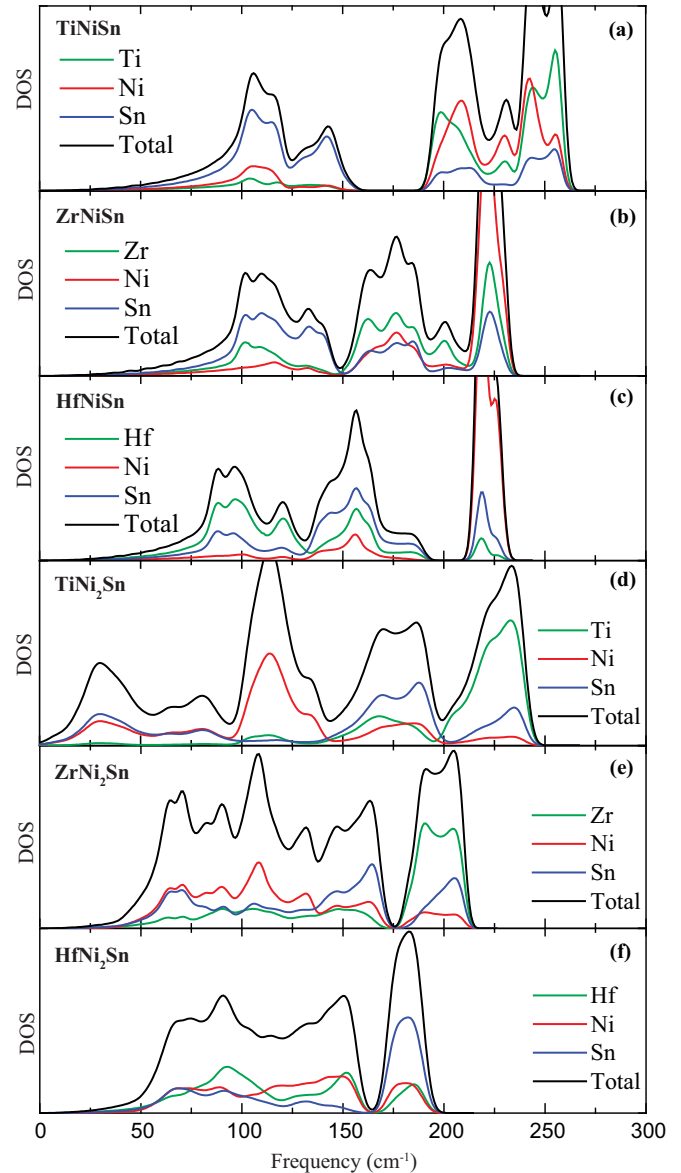 TiNiSn
(a)
Ti
Ni
Sn
Total
DOS
ZrNiSn
(b)
Zr
Ni
Sn
Total
DOS
HfNiSn
(c)
Hf
Ni
Sn
Total
DOS
TiNi₂Sn
(d)
Ti
Ni
Sn
Total
DOS
ZrNi₂Sn
(e)
Zr
Ni
Sn
Total
DOS
HfNi₂Sn
(f)
Hf
Ni
Sn
Total
DOS
0 50 100 150 200 250 300
Frequency (cm⁻¹)